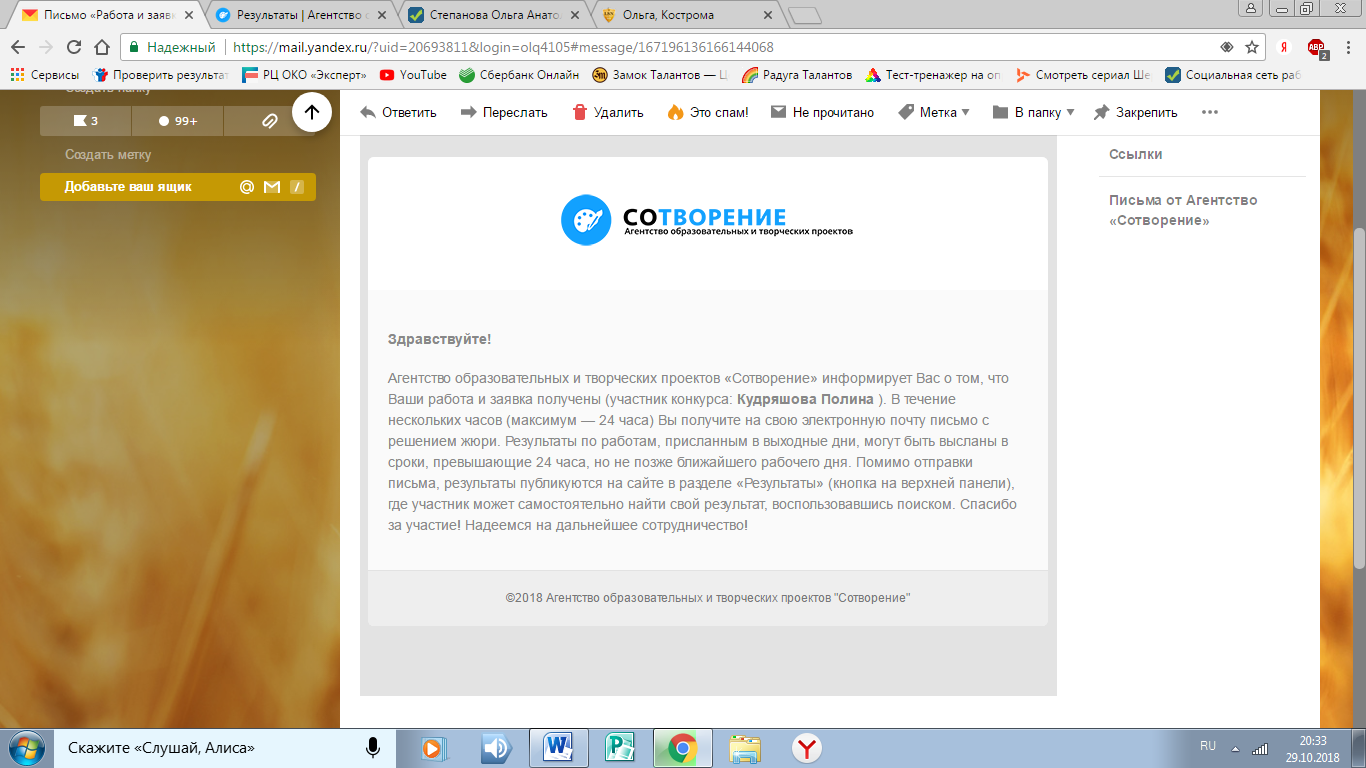 Письмо «Работа и заявк
Результаты | Агентство с
Степанова Ольга Анатол
Ольга, Кострома
Надежный
https://mail.yandex.ru/?uid=20693811&login=olq4105#message/167196136166144068
Сервисы
Проверить результат
РЦ ОКО «Эксперт»
YouTube
Сбербанк Онлайн
Замок Талантов — Ц
Радуга Талантов
Тест-тренажер на оп
Смотреть сериал Ше
Социальная сеть раб
Создать папку
3
99+
Создать метку
Добавьте ваш ящик
Ответить
Переслать
Удалить
Это спам!
Не прочитано
Метка
В папку
Закрепить
Ссылки
Письма от Агентство
«Сотворение»
СОТВОРЕНИЕ
Агентство образовательных и творческих проектов
Здравствуйте!
Агентство образовательных и творческих проектов «Сотворение» информирует Вас о том, что
Ваши работа и заявка получены (участник конкурса: Кудряшова Полина ). В течение
нескольких часов (максимум — 24 часа) Вы получите на свою электронную почту письмо с
решением жюри. Результаты по работам, присланным в выходные дни, могут быть высланы в
сроки, превышающие 24 часа, но не позже ближайшего рабочего дня. Помимо отправки
письма, результаты публикуются на сайте в разделе «Результаты» (кнопка на верхней панели),
где участник может самостоятельно найти свой результат, воспользовавшись поиском. Спасибо
за участие! Надеемся на дальнейшее сотрудничество!
©2018 Агентство образовательных и творческих проектов "Сотворение"
Скажите «Слушай, Алиса»
RU
20:33
29.10.2018